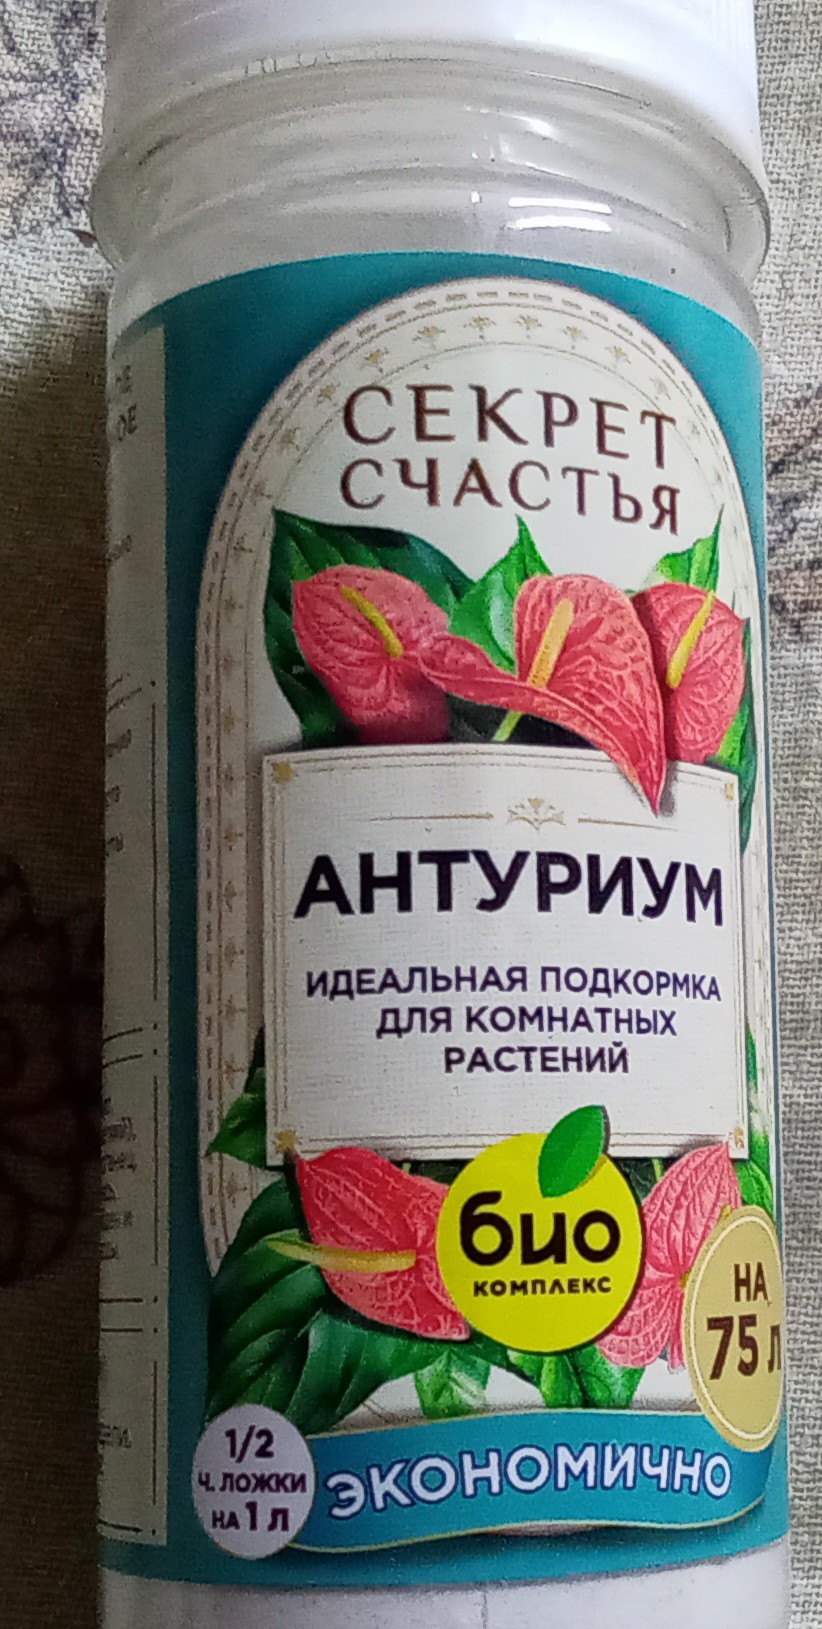 СЕКРЕТ
СЧАСТЬЯ
АНТУРИУМ
ИДЕАЛЬНАЯ ПОДКОРМКА
ДЛЯ КОМНАТНЫХ
РАСТЕНИЙ
био
КОМПЛЕКС
НА
75 л
1/2
Ч. ЛОЖКИ
НА 1 л
ЭКОНОМИЧНО